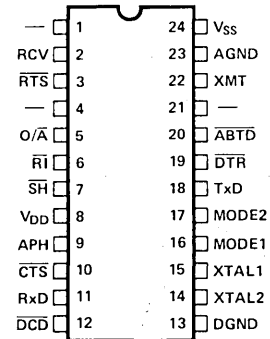 — 1 24 VSS
RCV 2 23 AGND
RTS 3 22 XMT
— 4 21 —
O/A 5 20 ABTD
RI 6 19 DTR
SH 7 18 TxD
VDD 8 17 MODE2
APH 9 16 MODE1
CTS 10 15 XTAL1
RxD 11 14 XTAL2
DCD 12 13 DGND